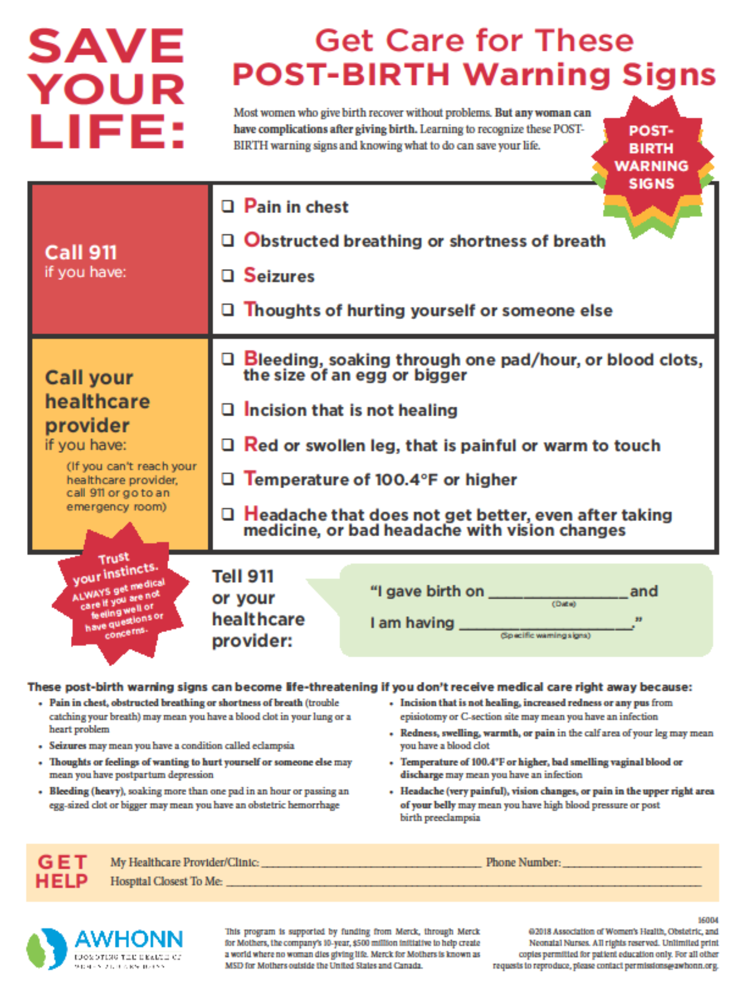 SAVE
YOUR
LIFE:
Get Care for These
POST-BIRTH Warning Signs
Most women who give birth recover without problems. But any woman can
have complications after giving birth. Learning to recognize these POST-
BIRTH warning signs and knowing what to do can save your life.
POST-
BIRTH
WARNING
SIGNS
Call 911
if you have:
Pain in chest
Obstructed breathing or shortness of breath
Seizures
Thoughts of hurting yourself or someone else
Call your
healthcare
provider
if you have:
(If you can't reach your
healthcare provider,
call 911 or go to an
emergency room)
Bleeding, soaking through one pad/hour, or blood clots,
the size of an egg or bigger
Incision that is not healing
Red or swollen leg, that is painful or warm to touch
Temperature of 100.4°F or higher
Headache that does not get better, even after taking
medicine, or bad headache with vision changes
Trust
your instincts.
ALWAYS get medical
care if you are not
feeling well or
have questions or
concerns.
Tell 911
or your
healthcare
provider:
“I gave birth on ________________ and
(Date)
I am having ____________________.”
(Specific warning signs)
These post-birth warning signs can become life-threatening if you don’t receive medical care right away because:
• Pain in chest, obstructed breathing or shortness of breath (trouble
catching your breath) may mean you have a blood clot in your lung or a
heart problem
• Seizures may mean you have a condition called eclampsia
• Thoughts or feelings of wanting to hurt yourself or someone else may
mean you have postpartum depression
• Bleeding (heavy), soaking more than one pad in an hour or passing an
egg-sized clot or bigger may mean you have an obstetric hemorrhage
• Incision that is not healing, increased redness or any pus from
episiotomy or C-section site may mean you have an infection
• Redness, swelling, warmth, or pain in the calf area of your leg may mean
you have a blood clot
• Temperature of 100.4°F or higher, bad smelling vaginal blood or
discharge may mean you have an infection
• Headache (very painful), vision changes, or pain in the upper right area
of your belly may mean you have high blood pressure or post
birth preeclampsia
GET
HELP
My Healthcare Provider/Clinic: ______________________________ Phone Number: ____________________
Hospital Closest To Me: ____________________________________________________________
AWHONN
PROMOTING THE HEALTH OF
This program is supported by funding from Merck, through Merck
for Mothers, the company's 10-year, $500 million initiative to help create
a world where no woman dies giving life. Merck for Mothers is known as
MSD for Mothers outside the United States and Canada.
16004
©2018 Association of Women's Health, Obstetric, and
Neonatal Nurses. All rights reserved. Unlimited print
copies permitted for patient education only. For all other
requests to reproduce, please contact permissions@awhonn.org.